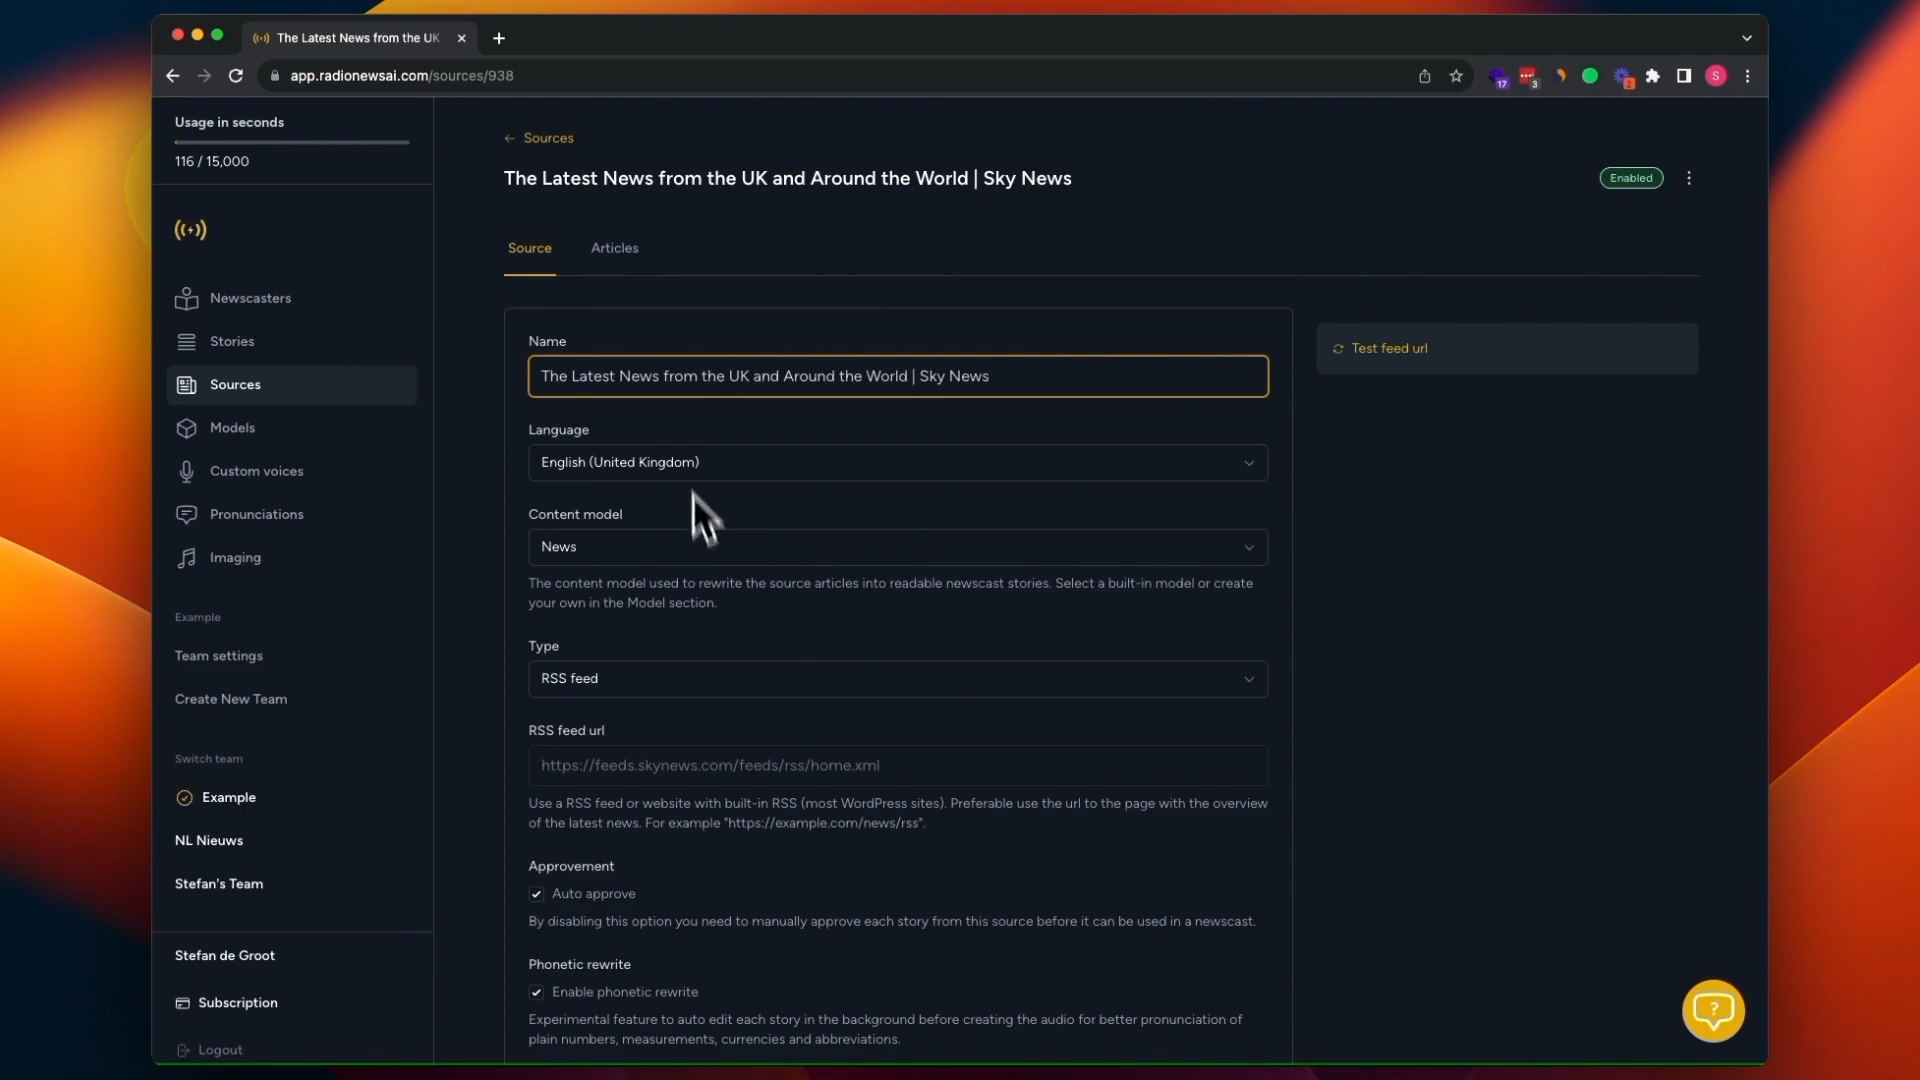 The Latest News from the UK
app.radionewsai.com/sources/938
17
3
2
S
Usage in seconds
116 / 15,000
Newscasters
Stories
Sources
Models
Custom voices
Pronunciations
Imaging
Example
Team settings
Create New Team
Switch team
Example
NL Nieuws
Stefan's Team
Stefan de Groot
Subscription
Logout
← Sources
The Latest News from the UK and Around the World | Sky News
Enabled
Source
Articles
Name
The Latest News from the UK and Around the World | Sky News
Language
English (United Kingdom)
Content model
News
The content model used to rewrite the source articles into readable newscast stories. Select a built-in model or create
your own in the Model section.
Type
RSS feed
RSS feed url
https://feeds.skynews.com/feeds/rss/home.xml
Use a RSS feed or website with built-in RSS (most WordPress sites). Preferable use the url to the page with the overview
of the latest news. For example "https://example.com/news/rss".
Approvement
Auto approve
By disabling this option you need to manually approve each story from this source before it can be used in a newscast.
Phonetic rewrite
Enable phonetic rewrite
Experimental feature to auto edit each story in the background before creating the audio for better pronunciation of
plain numbers, measurements, currencies and abbreviations.
Test feed url
?